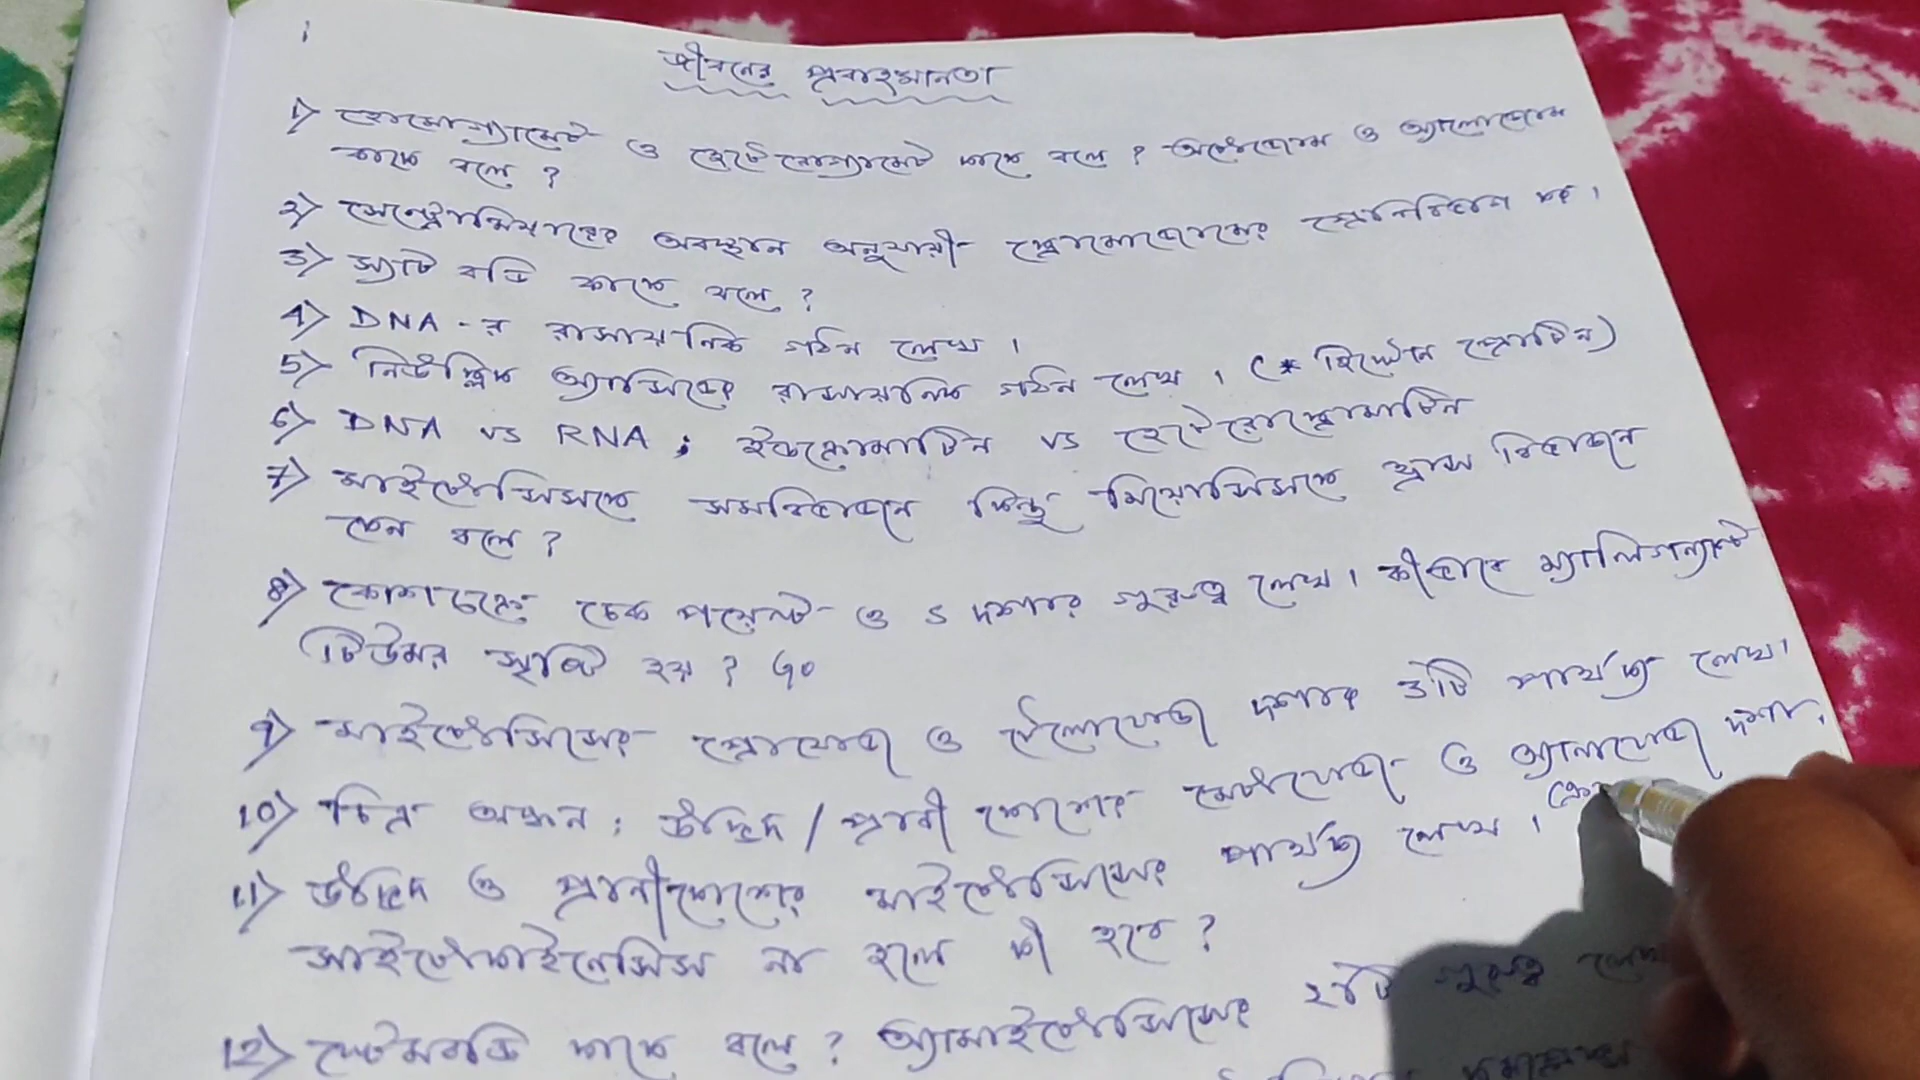 জীবনের প্রবাহমানতা
1) হোমোগ্যামেট ও হেটেরোগ্যামেট কাকে বলে ? অটোজোম ও অ্যালোজোম
কাকে বলে ?
2) সেন্ট্রোমিয়ারের অবস্থান অনুযায়ী ক্রোমোজোমের শ্রেণিবিভাগ কর ।
3) স্যাট বডি কাকে বলে ?
4) DNA - র রাসায়নিক গঠন লেখ ।
5) নিউক্লিক অ্যাসিডের রাসায়নিক গঠন লেখ । (* হিস্টোন প্রোটিন)
6) DNA vs RNA ; ইউক্রোমাটিন vs হেটেরোক্রোমাটিন
7) মাইটোসিসকে সমবিভাজন কিন্তু মিয়োসিসকে হ্রাস বিভাজন
কেন বলে ?
8) কোশচক্রে চেক পয়েন্ট ও S দশার গুরুত্ব লেখ । কীভাবে ম্যালিগন্যান্ট
টিউমর সৃষ্টি হয় ? G0
9) মাইটোসিসের প্রোফেজ ও টেলোফেজ দশার 3টি পার্থক্য লেখ।
10) চিত্র অঙ্কন : উদ্ভিদ / প্রাণী কোশের মেটাফেজ ও অ্যানাফেজ দশা.
11) উদ্ভিদ ও প্রাণীকোশের মাইটোসিসের পার্থক্য লেখ ।
সাইটোকাইনেসিস না হলে কী হবে ?
12) স্টেমবডি কাকে বলে ? অ্যামাইটোসিসের গুরুত্ব